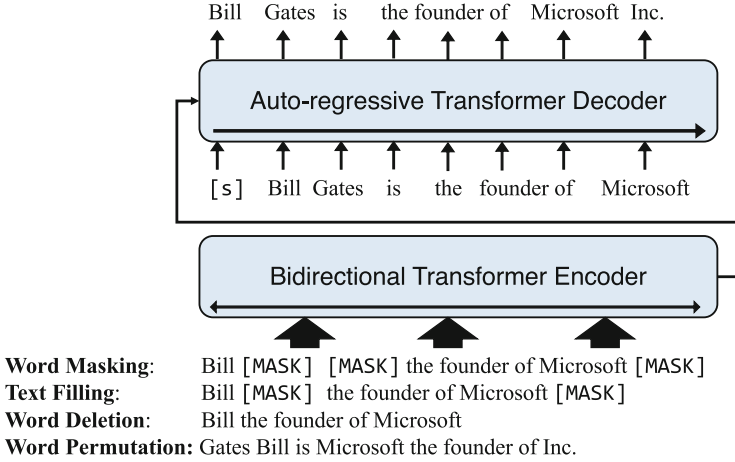 Bill Gates is the founder of Microsoft Inc.
Auto-regressive Transformer Decoder
[s] Bill Gates is the founder of Microsoft
Bidirectional Transformer Encoder
Word Masking: Bill [MASK] [MASK] the founder of Microsoft [MASK]
Text Filling: Bill [MASK] the founder of Microsoft [MASK]
Word Deletion: Bill the founder of Microsoft
Word Permutation: Gates Bill is Microsoft the founder of Inc.